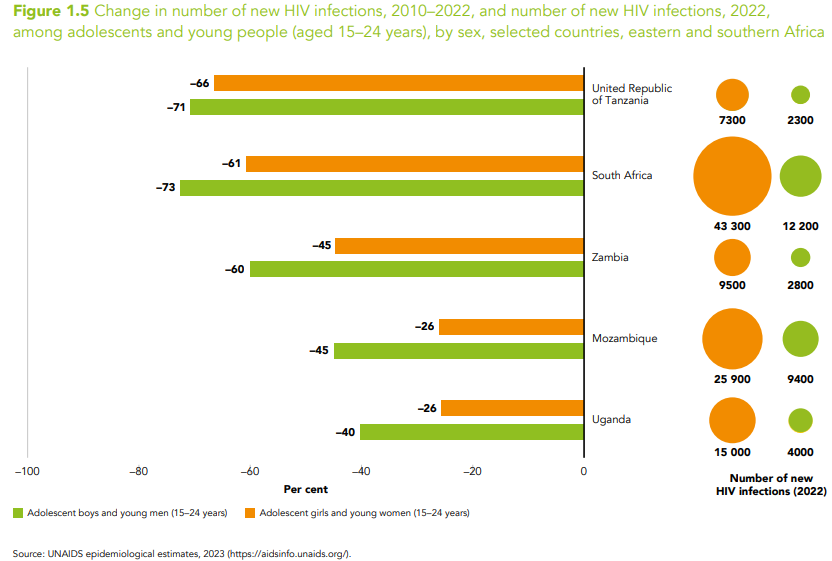 Figure 1.5 Change in number of new HIV infections, 2010–2022, and number of new HIV infections, 2022,
among adolescents and young people (aged 15–24 years), by sex, selected countries, eastern and southern Africa
–66
–71
United Republic
of Tanzania
7300
2300
–61
–73
South Africa
43 300
12 200
–45
–60
Zambia
9500
2800
–26
–45
Mozambique
25 900
9400
–26
–40
Uganda
15 000
4000
–100
–80
–60
–40
–20
0
Per cent
Number of new
HIV infections (2022)
Adolescent boys and young men (15–24 years)
Adolescent girls and young women (15–24 years)
Source: UNAIDS epidemiological estimates, 2023 (https://aidsinfo.unaids.org/).